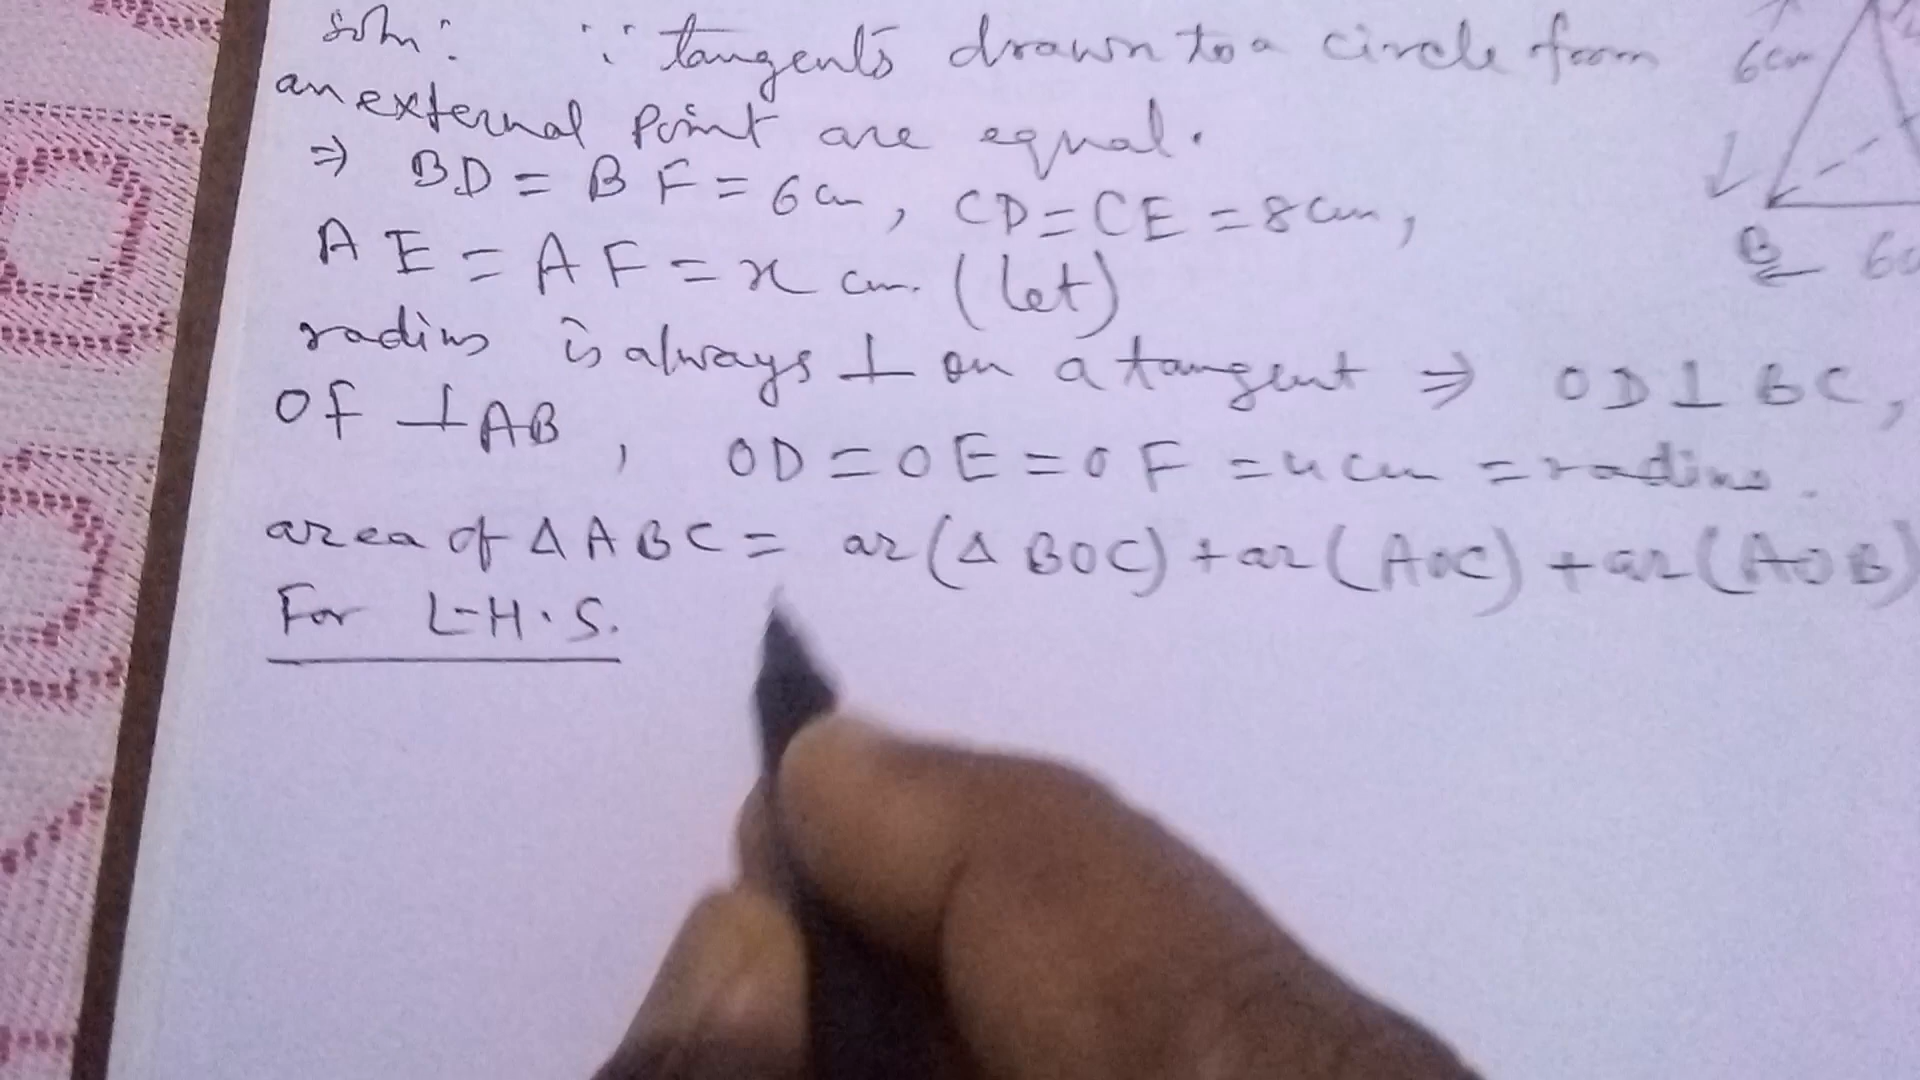 Soln: ∵ tangents drawn to a circle from
an external point are equal.
⇒ BD = BF = 6 cm, CD = CE = 8 cm,
AE = AF = x cm. (let)
radius is always ⊥ on a tangent ⇒ OD ⊥ BC,
OF ⊥ AB, OD = OE = OF = 4 cm = radius.
area of Δ ABC = ar(Δ BOC) + ar(AOC) + ar(AOB)
For L.H.S.
6cm
B